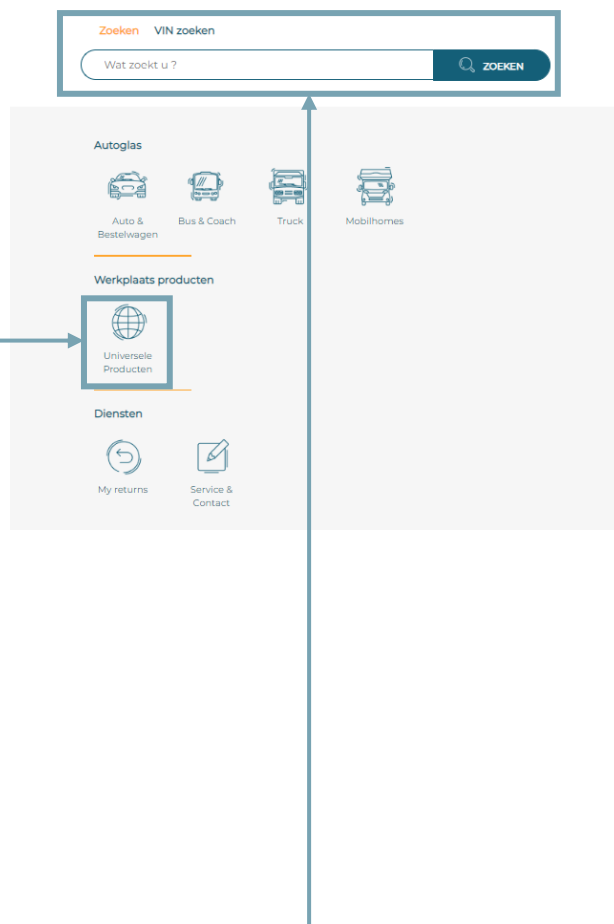 Zoeken VIN zoeken
Wat zoekt u ?
ZOEKEN
Autoglas
Auto & Bus & Coach Truck Mobilhomes
Bestelwagen
Werkplaats producten
Universele
Producten
Diensten
My returns Service &
Contact